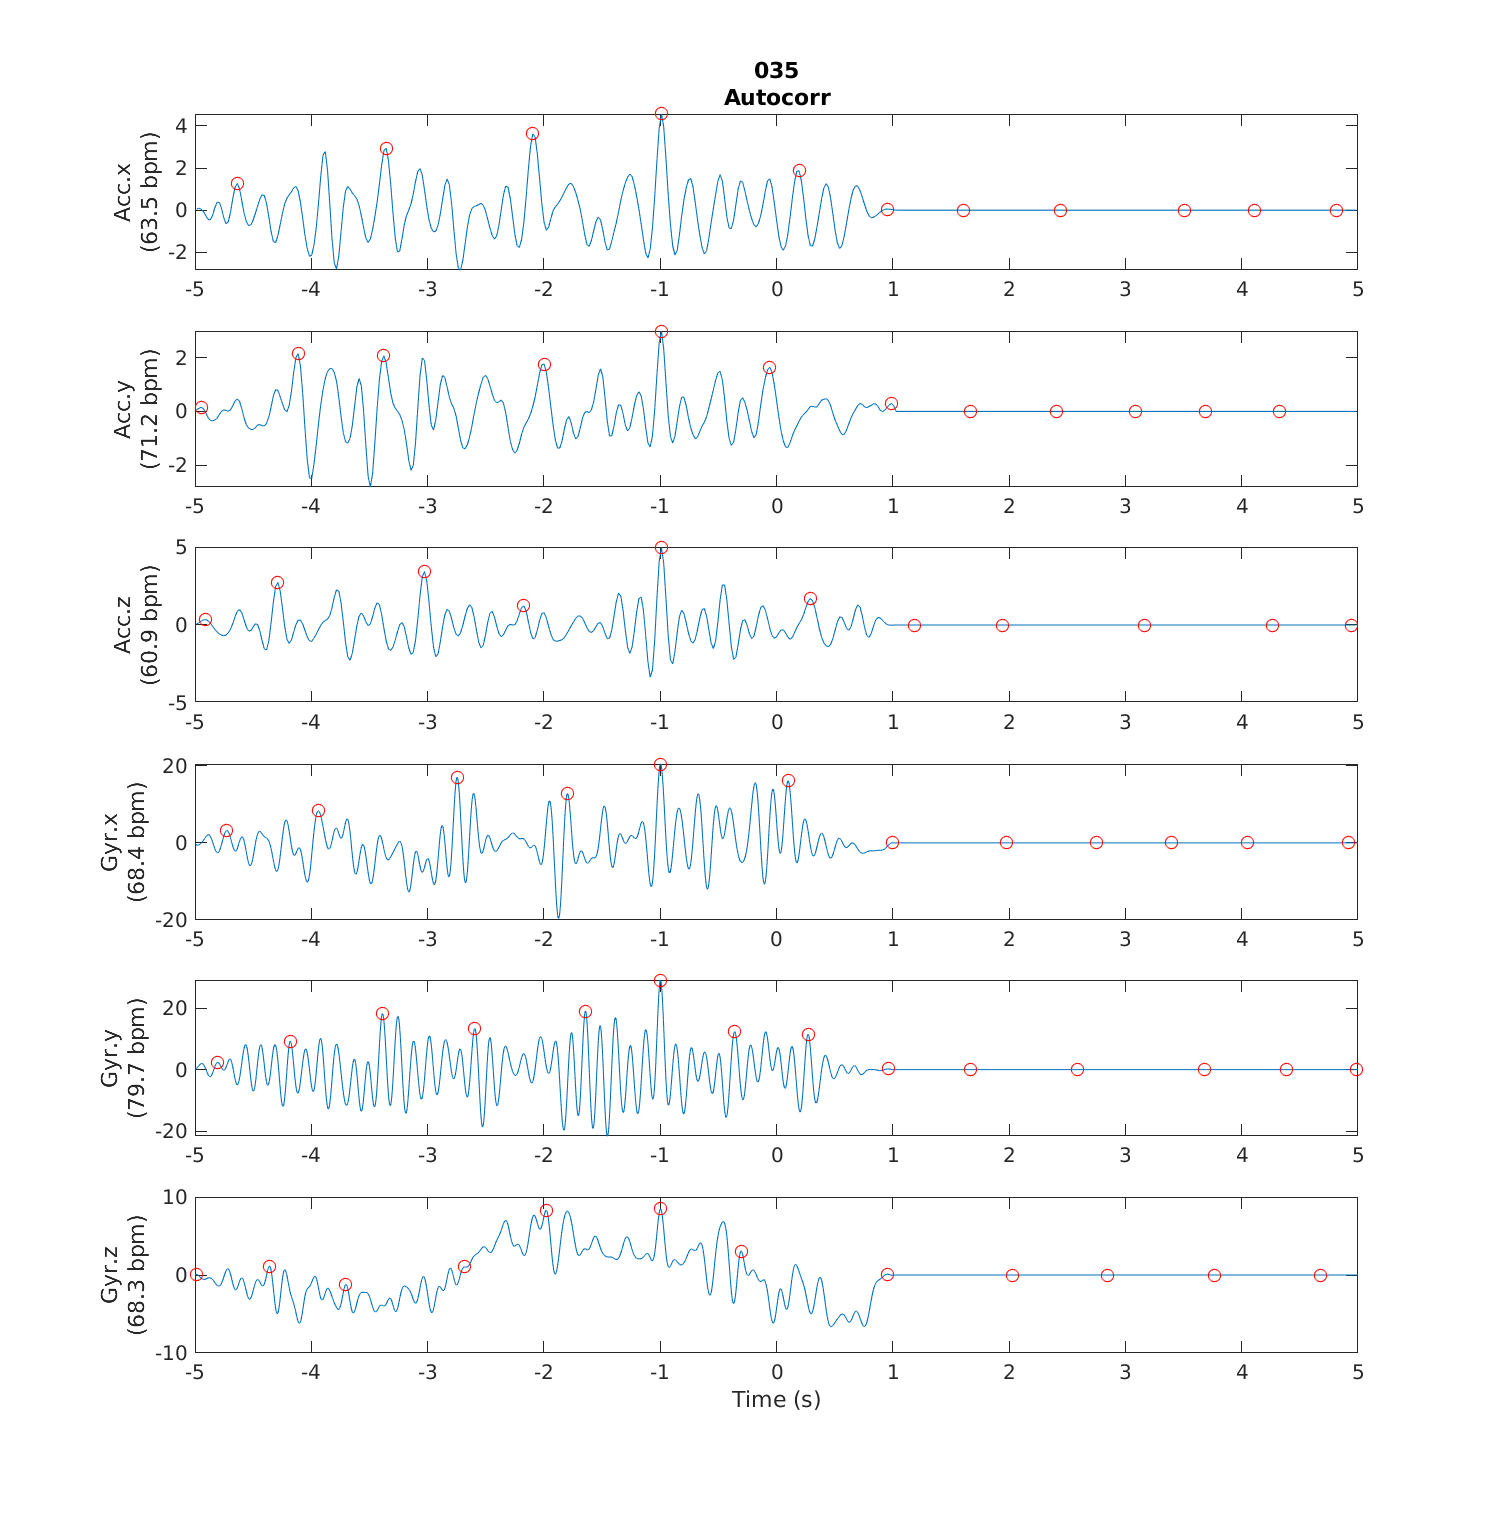 035
Autocorr
Acc.x
(63.5 bpm)
4
2
0
-2
-5 -4 -3 -2 -1 0 1 2 3 4 5
Acc.y
(71.2 bpm)
2
0
-2
-5 -4 -3 -2 -1 0 1 2 3 4 5
Acc.z
(60.9 bpm)
5
0
-5
-5 -4 -3 -2 -1 0 1 2 3 4 5
Gyr.x
(68.4 bpm)
20
0
-20
-5 -4 -3 -2 -1 0 1 2 3 4 5
Gyr.y
(79.7 bpm)
20
0
-20
-5 -4 -3 -2 -1 0 1 2 3 4 5
Gyr.z
(68.3 bpm)
10
0
-10
-5 -4 -3 -2 -1 0 1 2 3 4 5
Time (s)